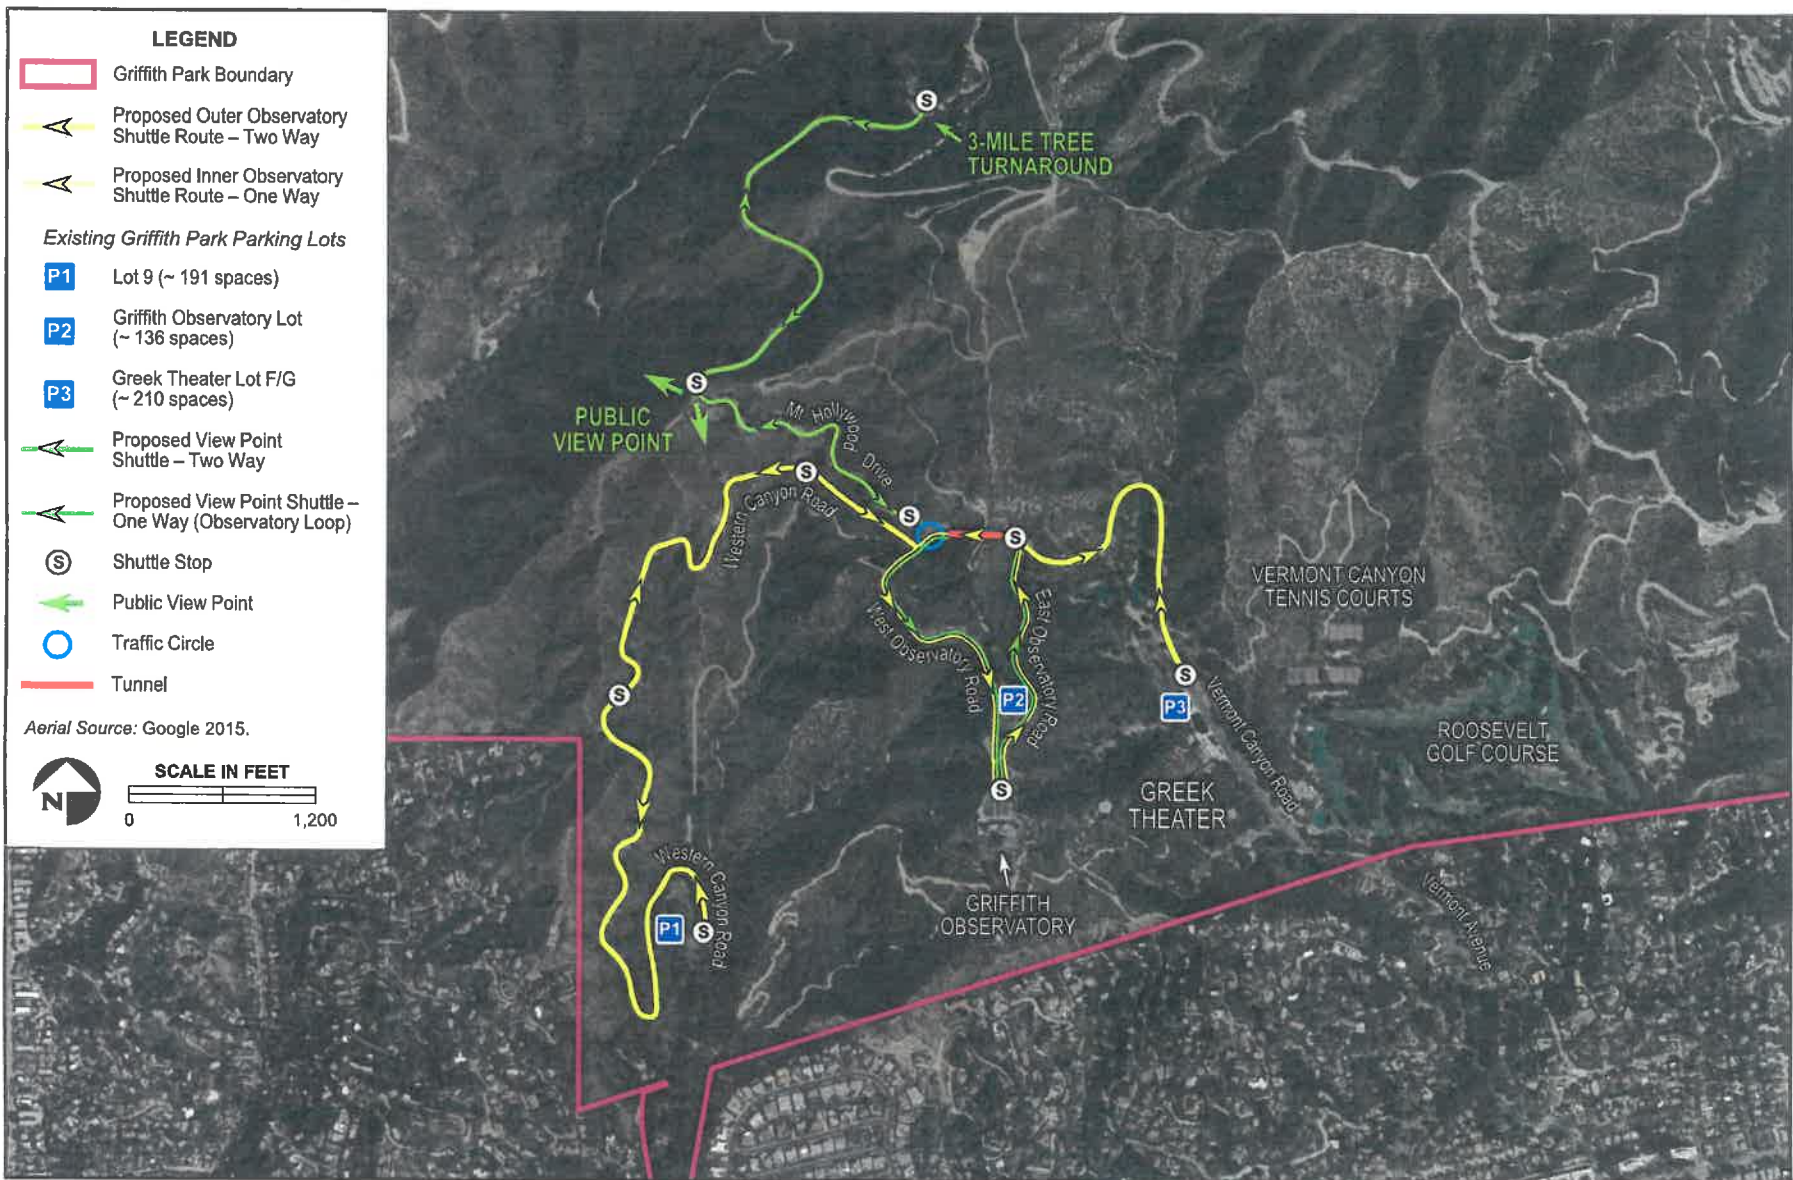 LEGEND
Griffith Park Boundary
Proposed Outer Observatory
Shuttle Route – Two Way
Proposed Inner Observatory
Shuttle Route – One Way
Existing Griffith Park Parking Lots
P1
Lot 9 (~ 191 spaces)
P2
Griffith Observatory Lot
(~ 136 spaces)
P3
Greek Theater Lot F/G
(~ 210 spaces)
Proposed View Point
Shuttle – Two Way
Proposed View Point Shuttle –
One Way (Observatory Loop)
S
Shuttle Stop
Public View Point
Traffic Circle
Tunnel
Aerial Source: Google 2015.
N
SCALE IN FEET
0 1,200
S
3-MILE TREE
TURNAROUND
S
PUBLIC
VIEW POINT
Mt. Hollywood Drive
S
Western Canyon Road
S
S
West Observatory Road
East Observatory Road
VERMONT CANYON
TENNIS COURTS
S
S
P2
P3
Vermont Canyon Road
ROOSEVELT
GOLF COURSE
S
GREEK
THEATER
Western Canyon Road
P1
S
GRIFFITH
OBSERVATORY
Vermont Avenue